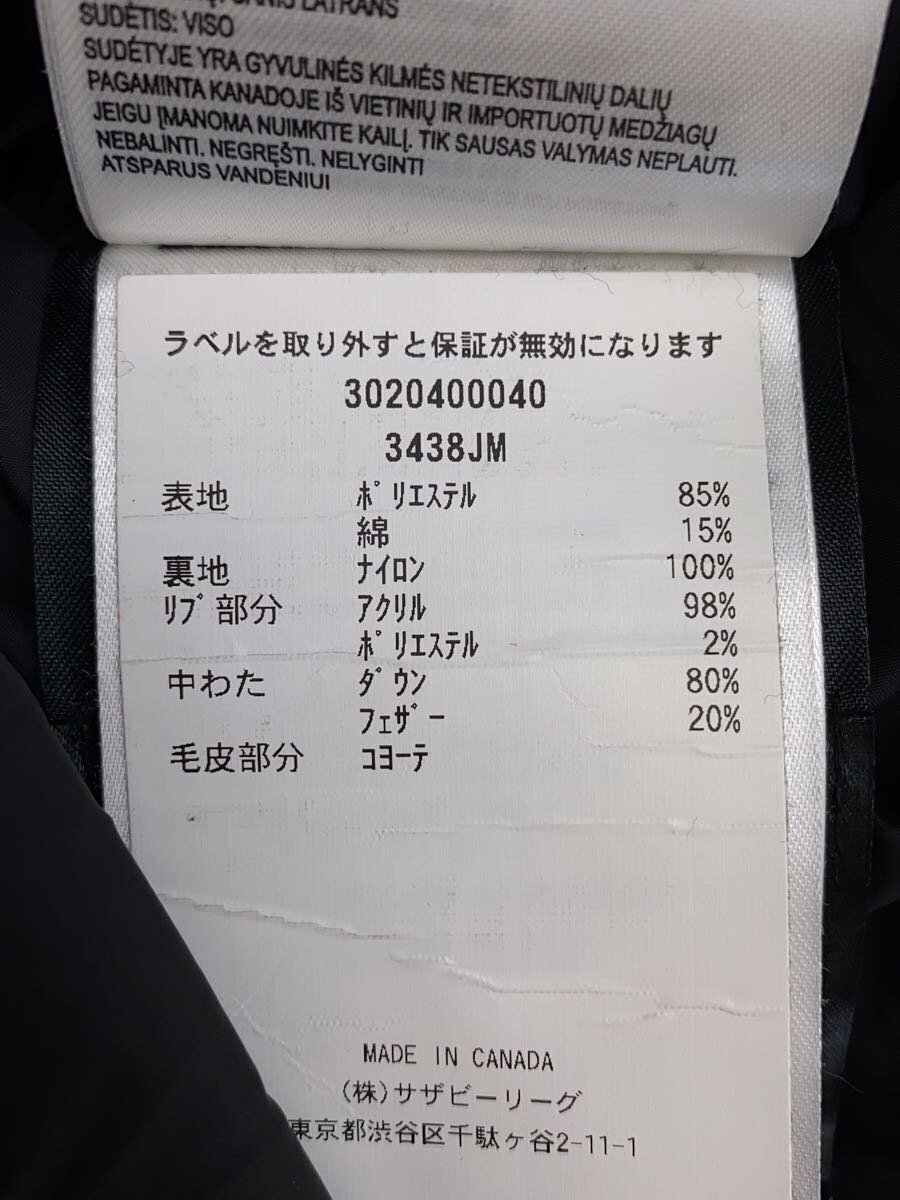 LATRANS
SUDĖTIS: VISO
SUDĖTYJE YRA GYVULINĖS KILMĖS NETEKSTILINIŲ DALIŲ
PAGAMINTA KANADOJE IŠ VIETINIŲ IR IMPORTUOTŲ MEDŽIAGŲ
JEIGU ĮMANOMA NUIMKITE KAILĮ. TIK SAUSAS VALYMAS NEPLAUTI.
NEBALINTI. NEGRĘŠTI. NELYGINTI
ATSPARUS VANDENIUI
ラベルを取り外すと保証が無効になります
3020400040
3438JM
表地 ﾎﾟﾘｴｽﾃﾙ 85%
綿 15%
裏地 ﾅｲﾛﾝ 100%
ﾘﾌﾞ部分 ｱｸﾘﾙ 98%
ﾎﾟﾘｴｽﾃﾙ 2%
中わた ﾀﾞｳﾝ 80%
ﾌｪｻﾞｰ 20%
毛皮部分 ｺﾖｰﾃ
MADE IN CANADA
(株)サザビーリーグ
東京都渋谷区千駄ヶ谷2-11-1